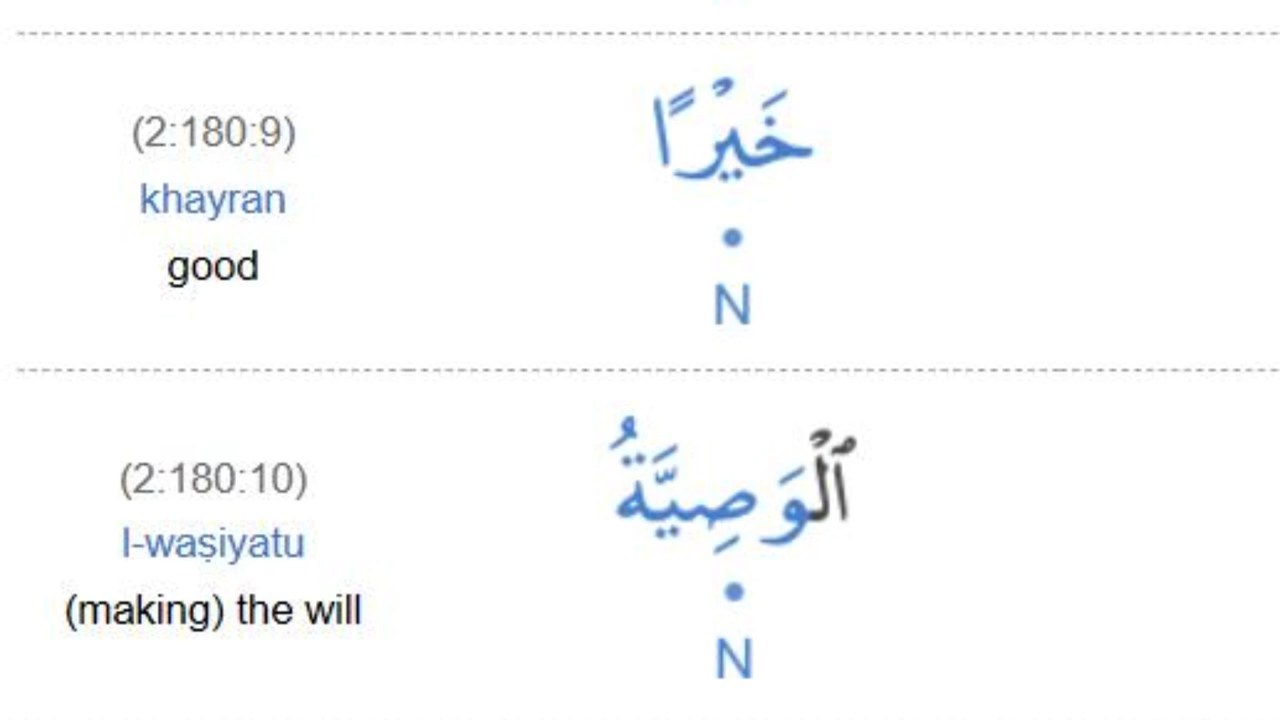 (2:180:9)
khayran
good
خَيْرًا
N
(2:180:10)
l-waṣiyatu
(making) the will
ٱلْوَصِيَّةُ
N